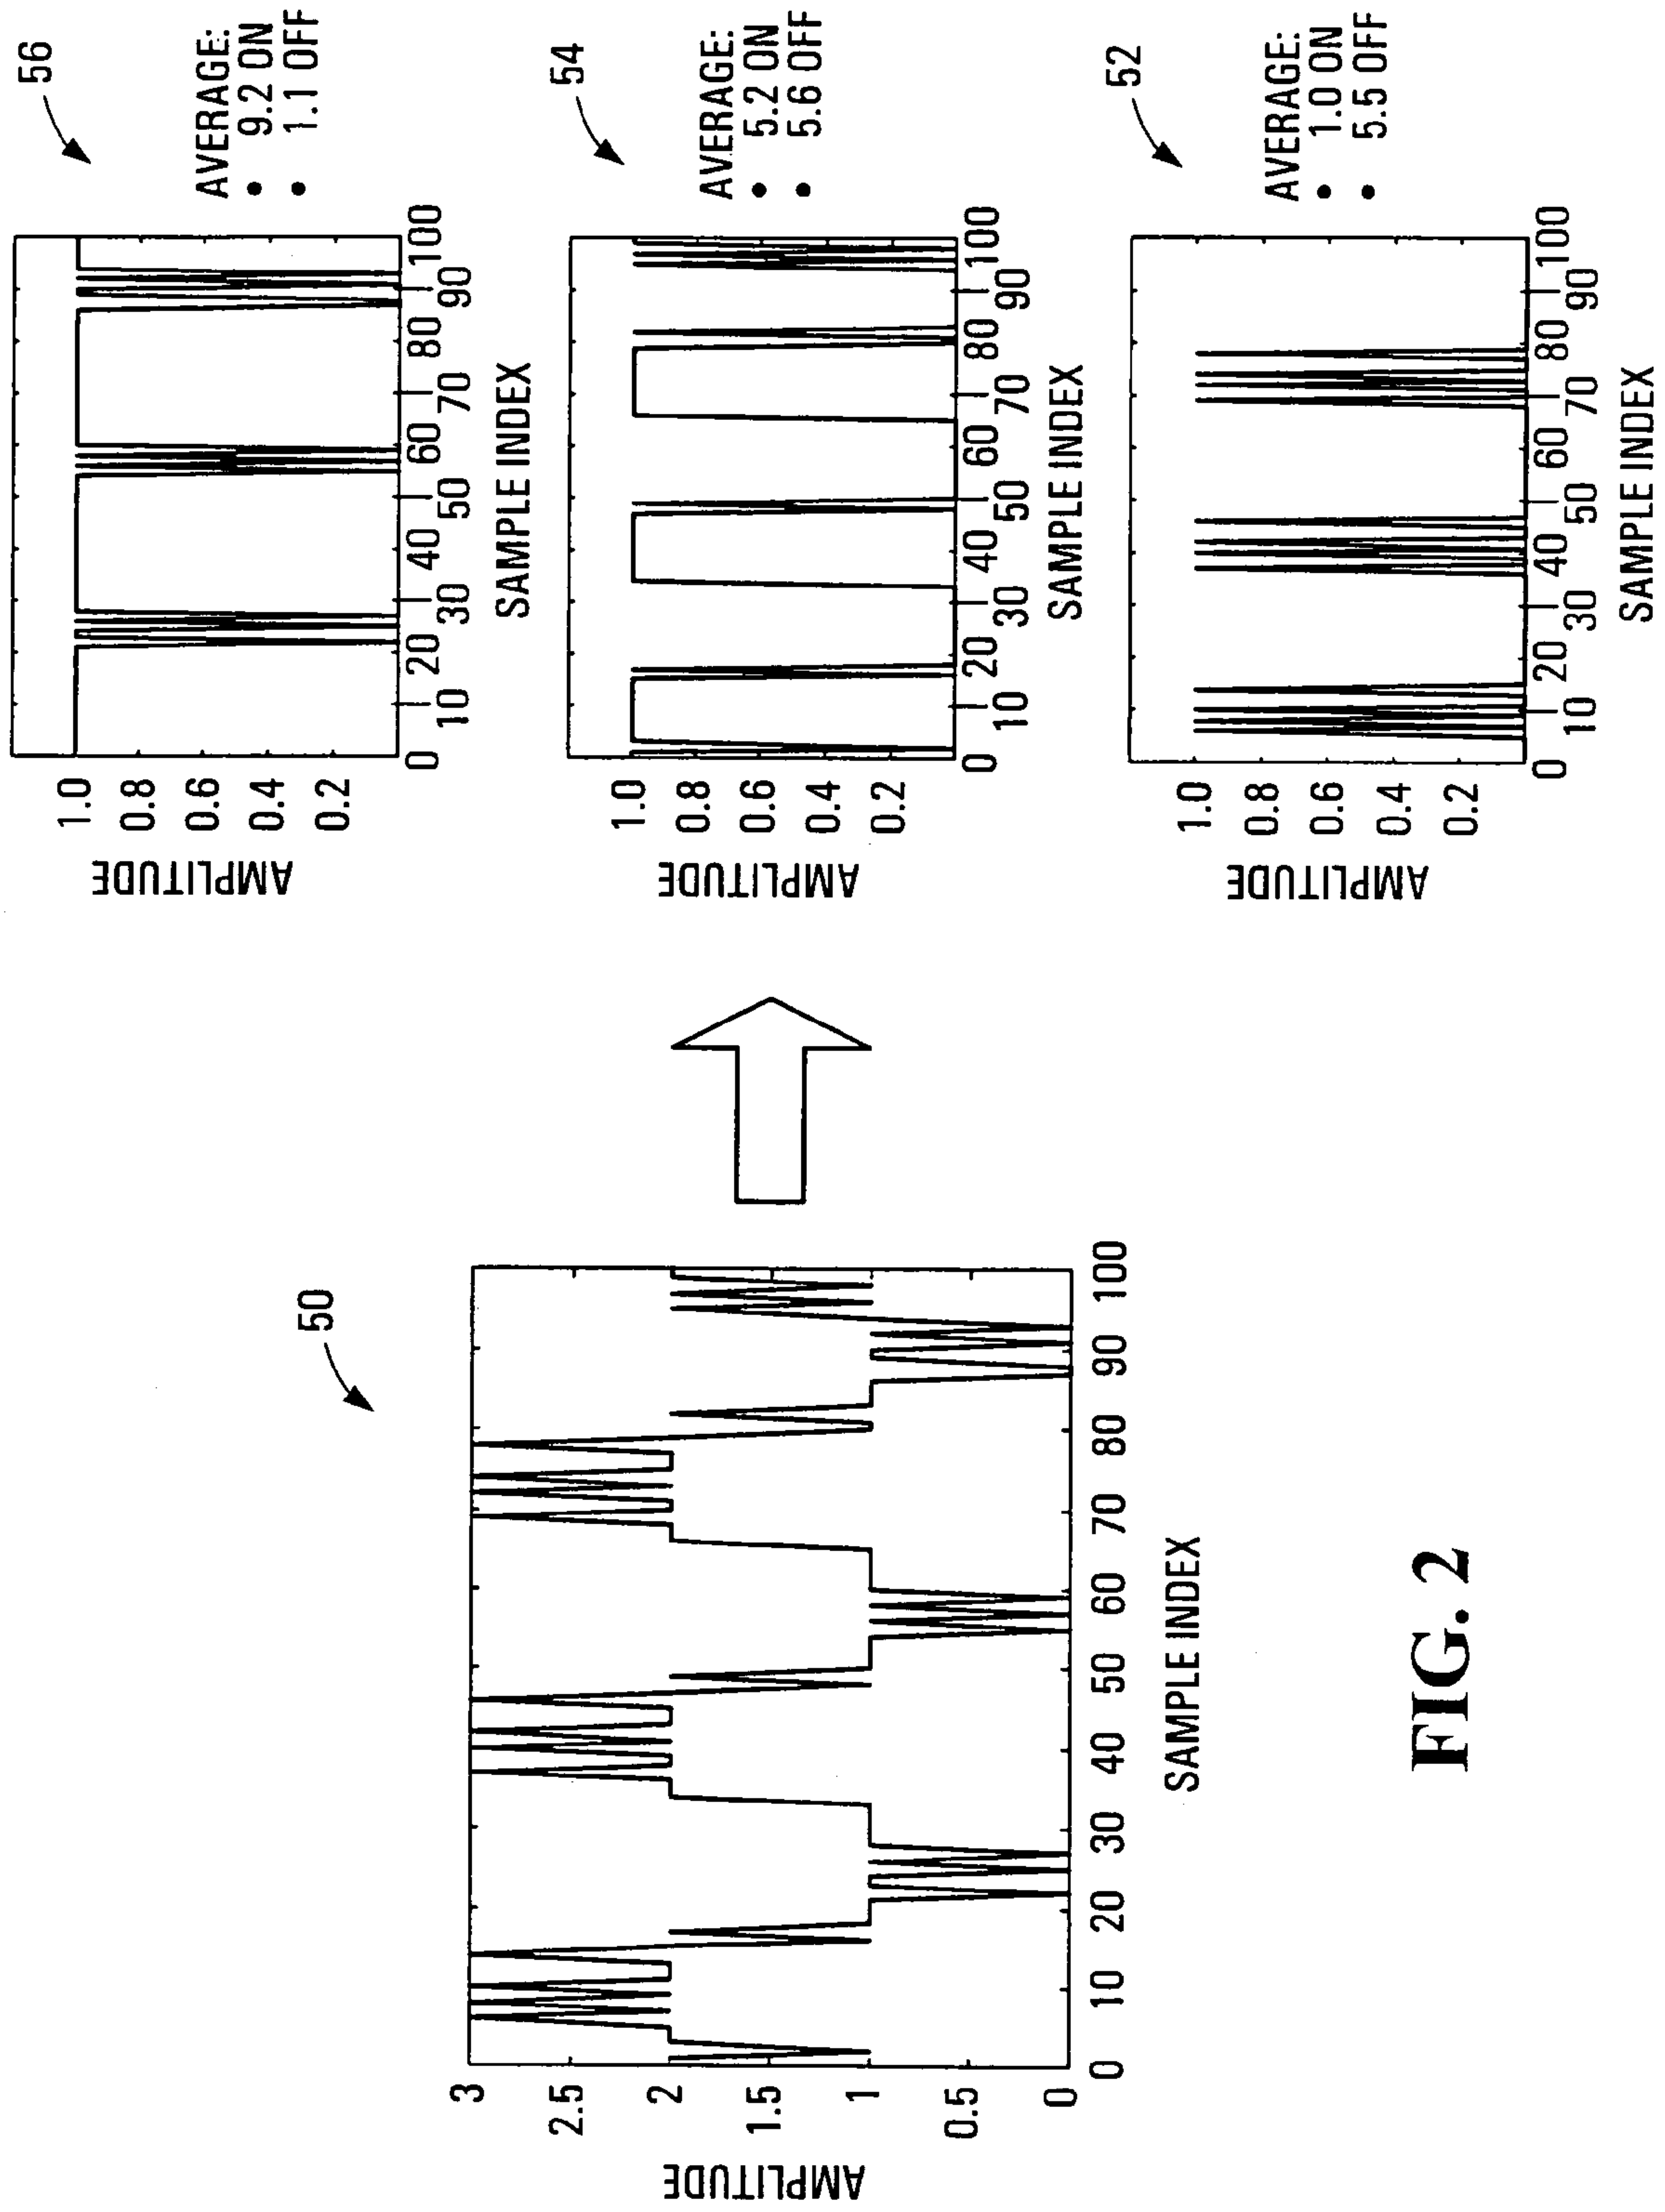 50
AMPLITUDE
3
2.5
2
1.5
1
0.5
0
0 10 20 30 40 50 60 70 80 90 100
SAMPLE INDEX
56
AMPLITUDE
1.0
0.8
0.6
0.4
0.2
0 10 20 30 40 50 60 70 80 90 100
SAMPLE INDEX
AVERAGE:
• 9.2 ON
• 1.1 OFF
54
AMPLITUDE
1.0
0.8
0.6
0.4
0.2
0 10 20 30 40 50 60 70 80 90 100
SAMPLE INDEX
AVERAGE:
• 5.2 ON
• 5.6 OFF
52
AMPLITUDE
1.0
0.8
0.6
0.4
0.2
0 10 20 30 40 50 60 70 80 90 100
SAMPLE INDEX
AVERAGE:
• 1.0 ON
• 5.5 OFF
FIG. 2